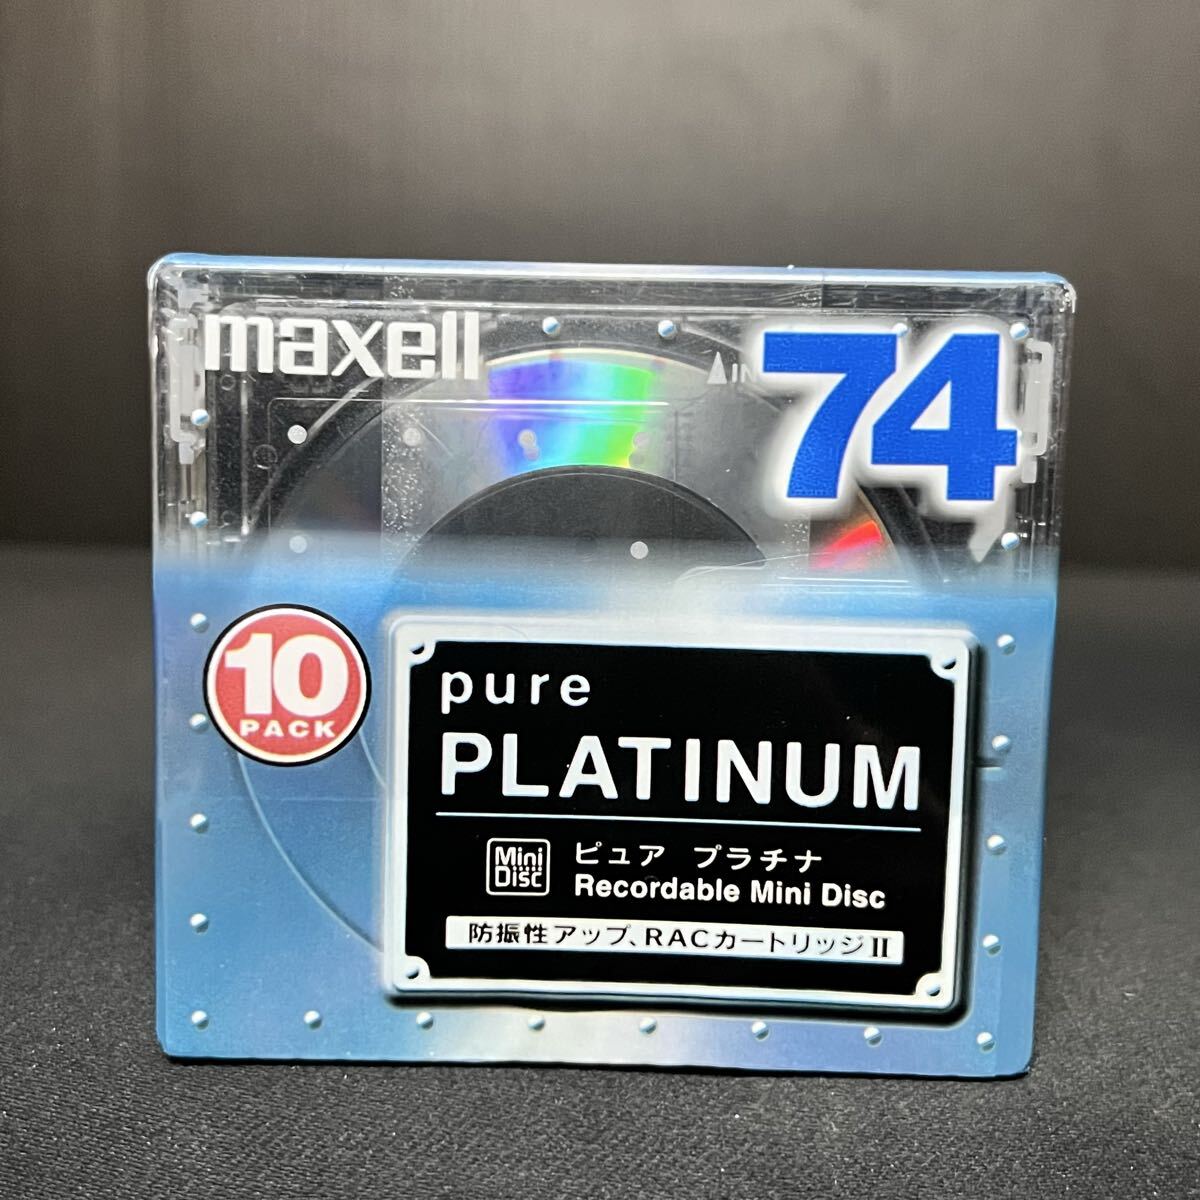 maxell
IN
74
10
PACK
pure
PLATINUM
Mini
Disc
ピュア プラチナ
Recordable Mini Disc
防振性アップ、RACカートリッジII